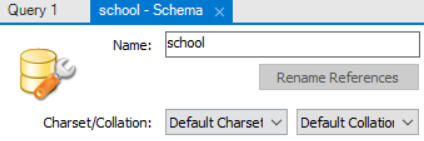 Query 1 school - Schema ×
Name: school
Rename References
Charset/Collation: Default Charset Default Collation